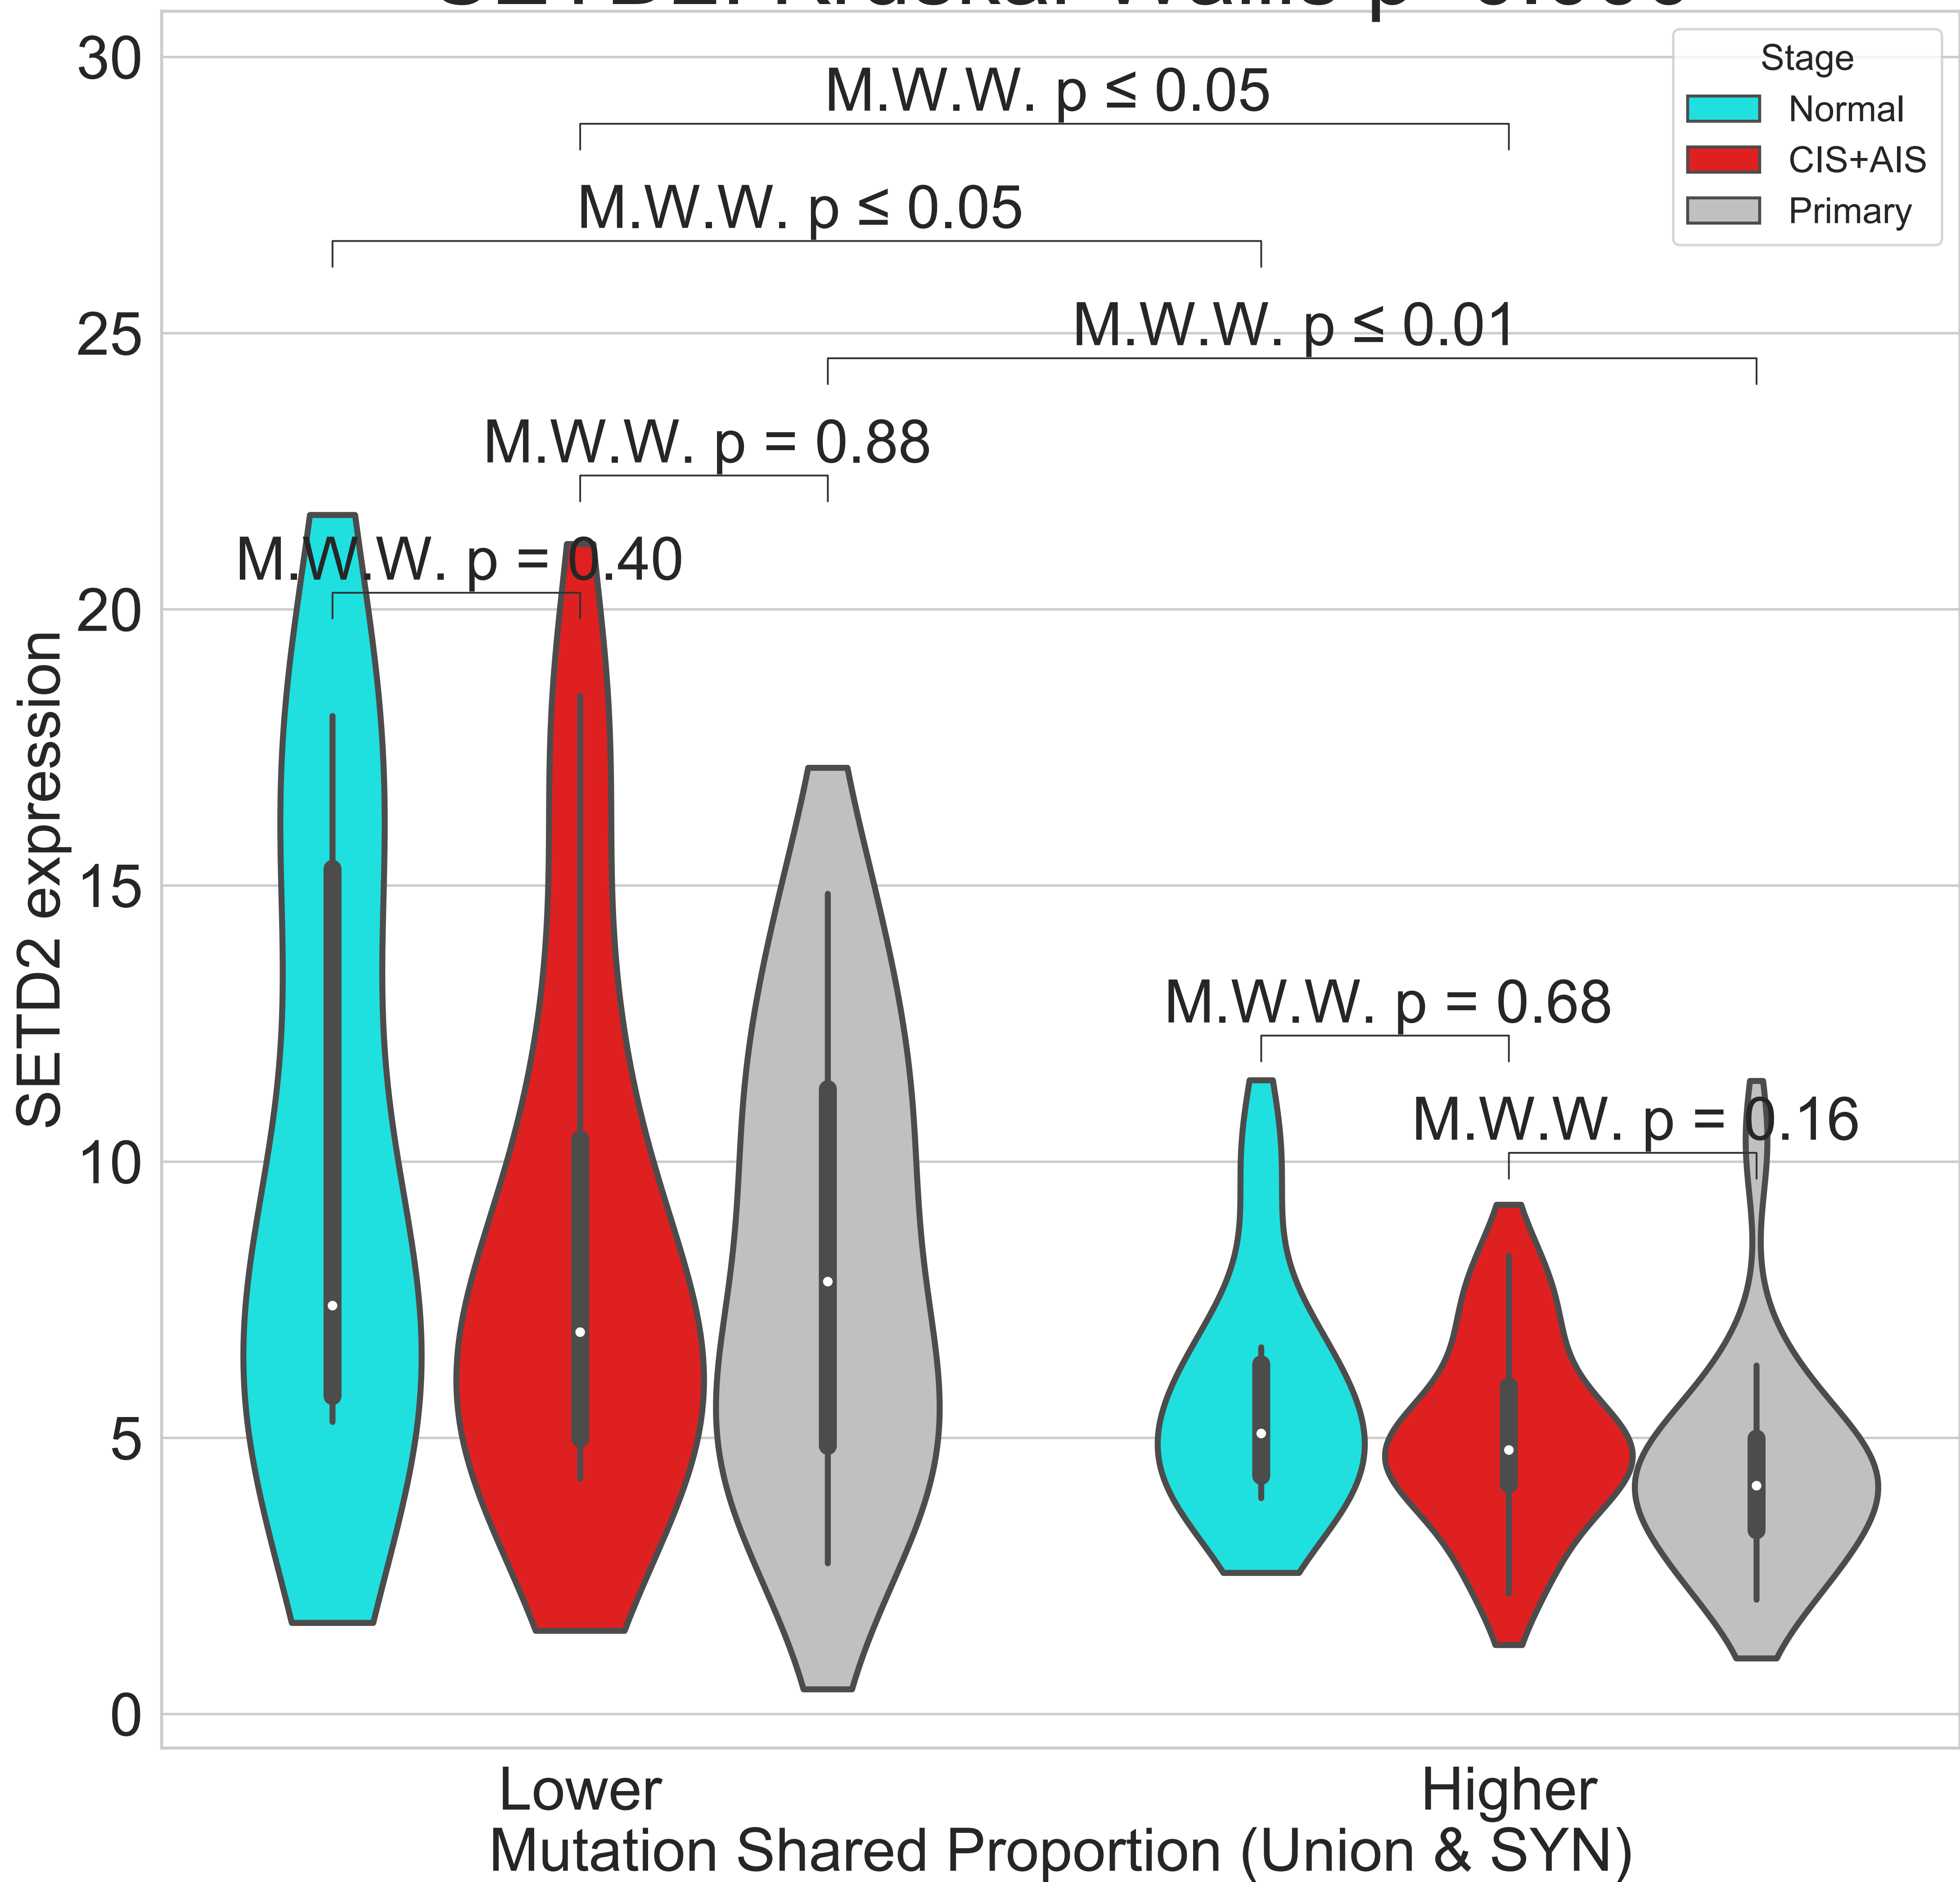 30
M.W.W. p ≤ 0.05
Stage
Normal
CIS+AIS
Primary
M.W.W. p ≤ 0.05
25
M.W.W. p ≤ 0.01
M.W.W. p = 0.88
M.W.W. p = 0.40
20
SETD2 expression
15
M.W.W. p = 0.68
M.W.W. p = 0.16
10
5
0
Lower
Higher
Mutation Shared Proportion (Union & SYN)